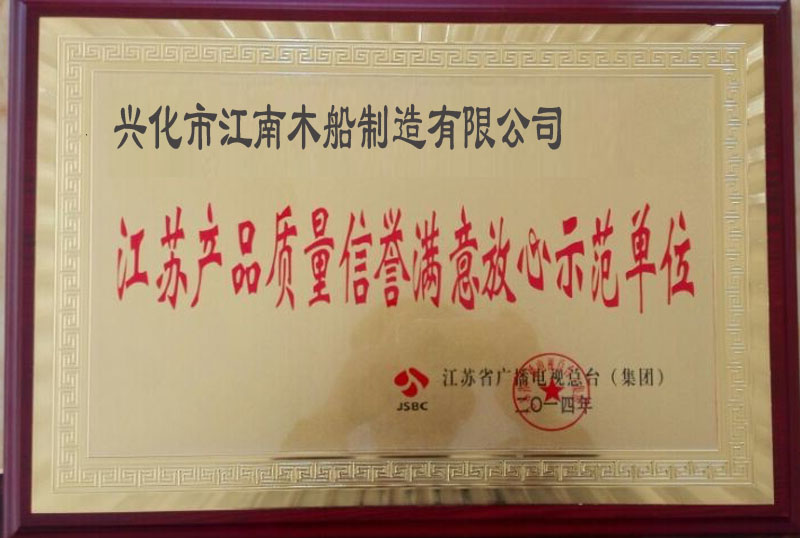 兴化市江南木船制造有限公司
江苏产品质量信誉满意放心示范单位
JSBC
江苏省广播电视总台（集团）
二〇一四年